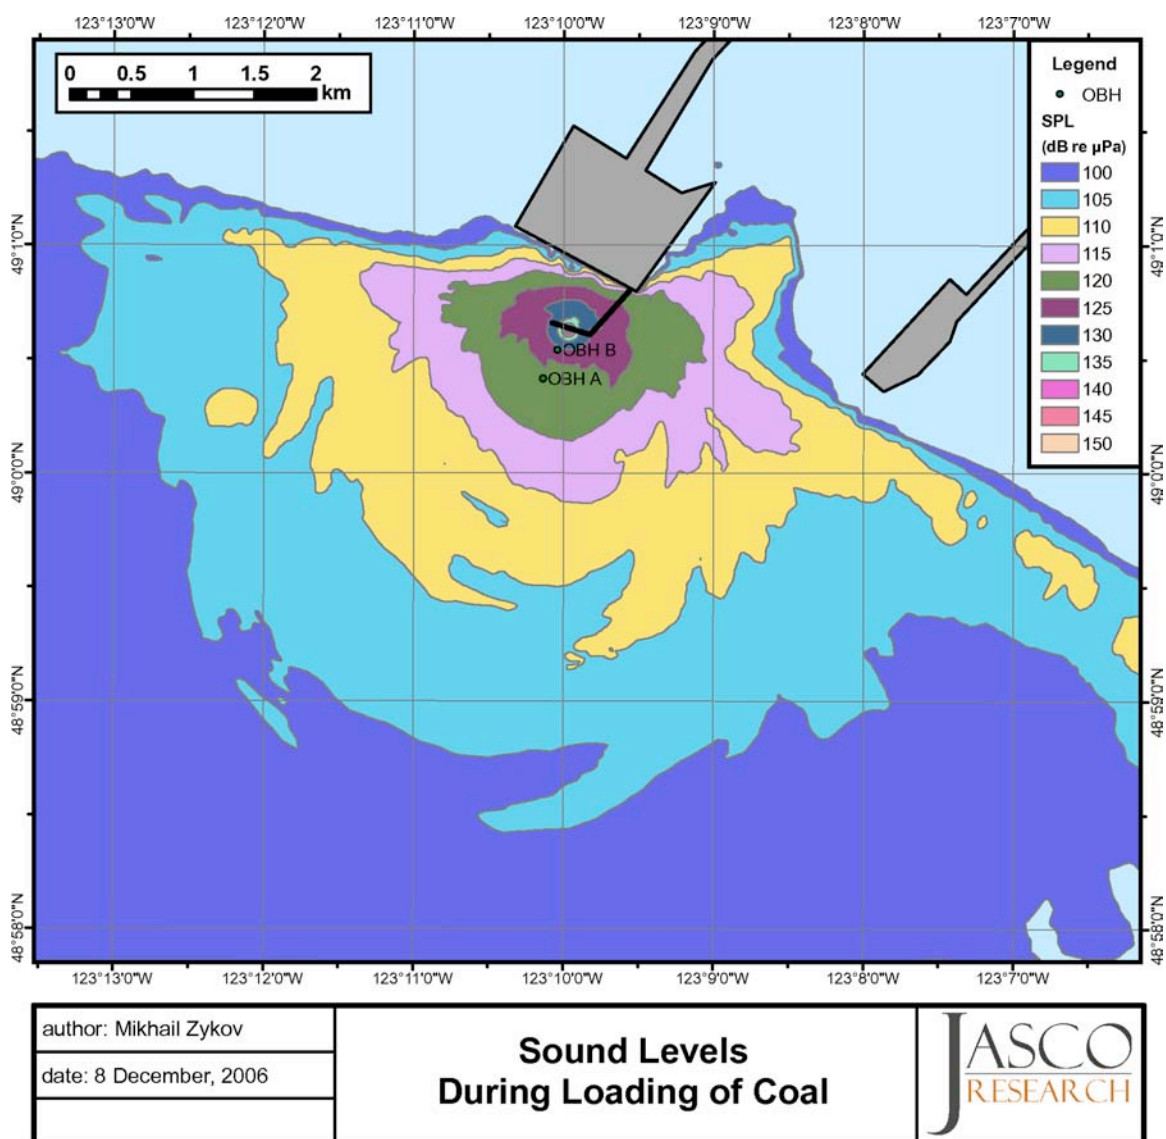 123°13'0"W 123°12'0"W 123°11'0"W 123°10'0"W 123°9'0"W 123°8'0"W 123°7'0"W
0 0.5 1 1.5 2
km
Legend
OBH
SPL
(dB re µPa)
100
105
110
115
120
125
130
135
140
145
150
49°1'0"N
49°1'0"N
OBH B
OBH A
49°0'0"N
49°0'0"N
48°59'0"N
48°59'0"N
48°58'0"N
48°58'0"N
123°13'0"W 123°12'0"W 123°11'0"W 123°10'0"W 123°9'0"W 123°8'0"W 123°7'0"W
author: Mikhail Zykov
date: 8 December, 2006
Sound Levels
During Loading of Coal
JASCO
RESEARCH